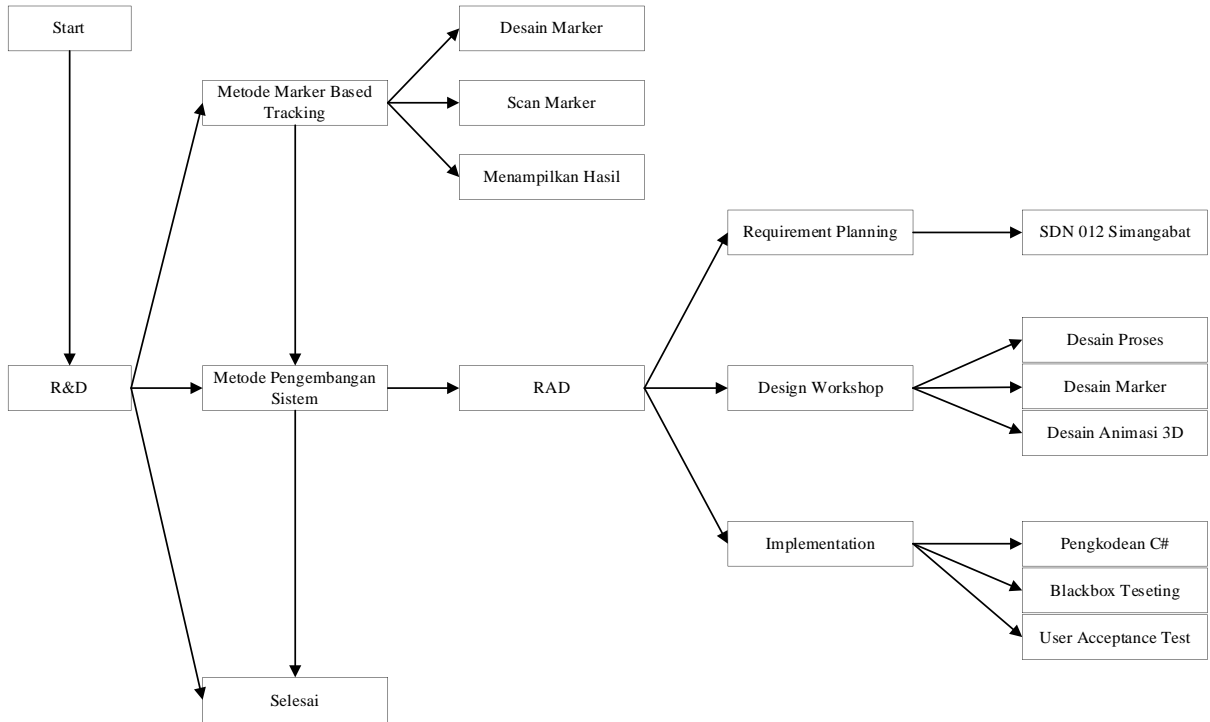 Start
Desain Marker
Metode Marker Based
Tracking
Scan Marker
Menampilkan Hasil
Requirement Planning
SDN 012 Simangabat
Desain Proses
R&D
Metode Pengembangan
Sistem
RAD
Design Workshop
Desain Marker
Desain Animasi 3D
Implementation
Pengkodean C#
Blackbox Teseting
User Acceptance Test
Selesai